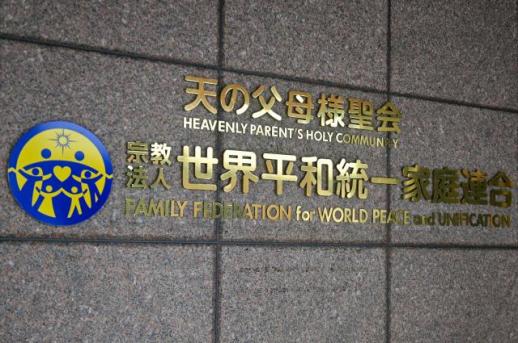 天の父母様聖会
HEAVENLY PARENT'S HOLY COMMUNITY
宗教法人 世界平和統一家庭連合
FAMILY FEDERATION for WORLD PEACE and UNIFICATION